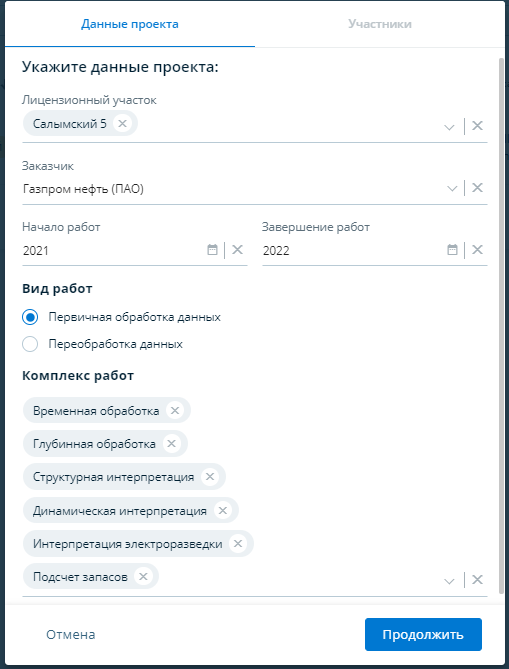 Данные проекта
Участники
Укажите данные проекта:
Лицензионный участок
Салымский 5
Заказчик
Газпром нефть (ПАО)
Начало работ
Завершение работ
2021
2022
Вид работ
Первичная обработка данных
Переобработка данных
Комплекс работ
Временная обработка
Глубинная обработка
Структурная интерпретация
Динамическая интерпретация
Интерпретация электроразведки
Подсчет запасов
Отмена
Продолжить